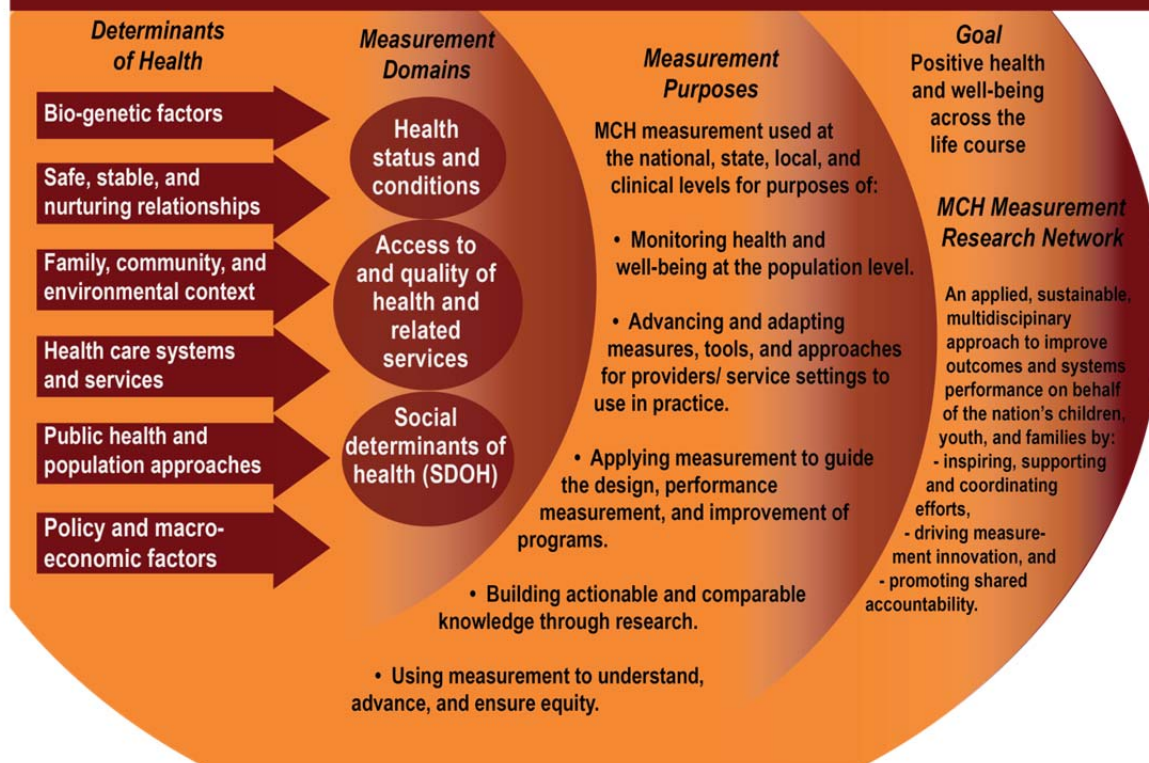 Determinants
of Health
Bio-genetic factors
Safe, stable, and
nurturing relationships
Family, community, and
environmental context
Health care systems
and services
Public health and
population approaches
Policy and macro-
economic factors
Measurement
Domains
Health
status and
conditions
Access to
and quality of
health and
related
services
Social
determinants of
health (SDOH)
Measurement
Purposes
MCH measurement used at
the national, state, local, and
clinical levels for purposes of:
• Monitoring health and
well-being at the population level.
• Advancing and adapting
measures, tools, and approaches
for providers/ service settings to
use in practice.
• Applying measurement to guide
the design, performance
measurement, and improvement of
programs.
• Building actionable and comparable
knowledge through research.
• Using measurement to understand,
advance, and ensure equity.
Goal
Positive health
and well-being
across the
life course
MCH Measurement
Research Network
An applied, sustainable,
multidiscipinary
approach to improve
outcomes and systems
performance on behalf
of the nation's children,
youth, and families by:
- inspiring, supporting
and coordinating
efforts,
- driving measure-
ment innovation, and
- promoting shared
accountability.